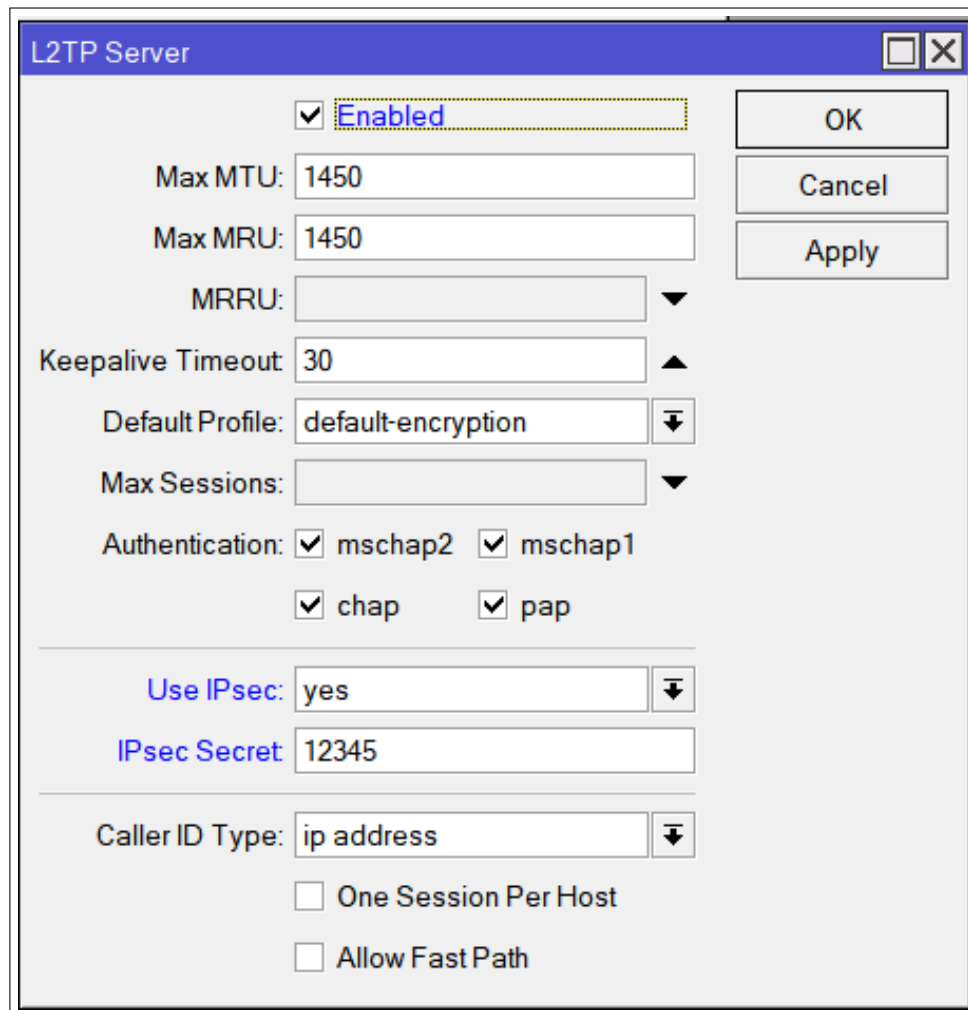 L2TP Server
Enabled
OK
Max MTU: 1450
Cancel
Max MRU: 1450
Apply
MRRU:
Keepalive Timeout: 30
Default Profile: default-encryption
Max Sessions:
Authentication: mschap2 mschap1
chap pap
Use IPsec: yes
IPsec Secret: 12345
Caller ID Type: ip address
One Session Per Host
Allow Fast Path